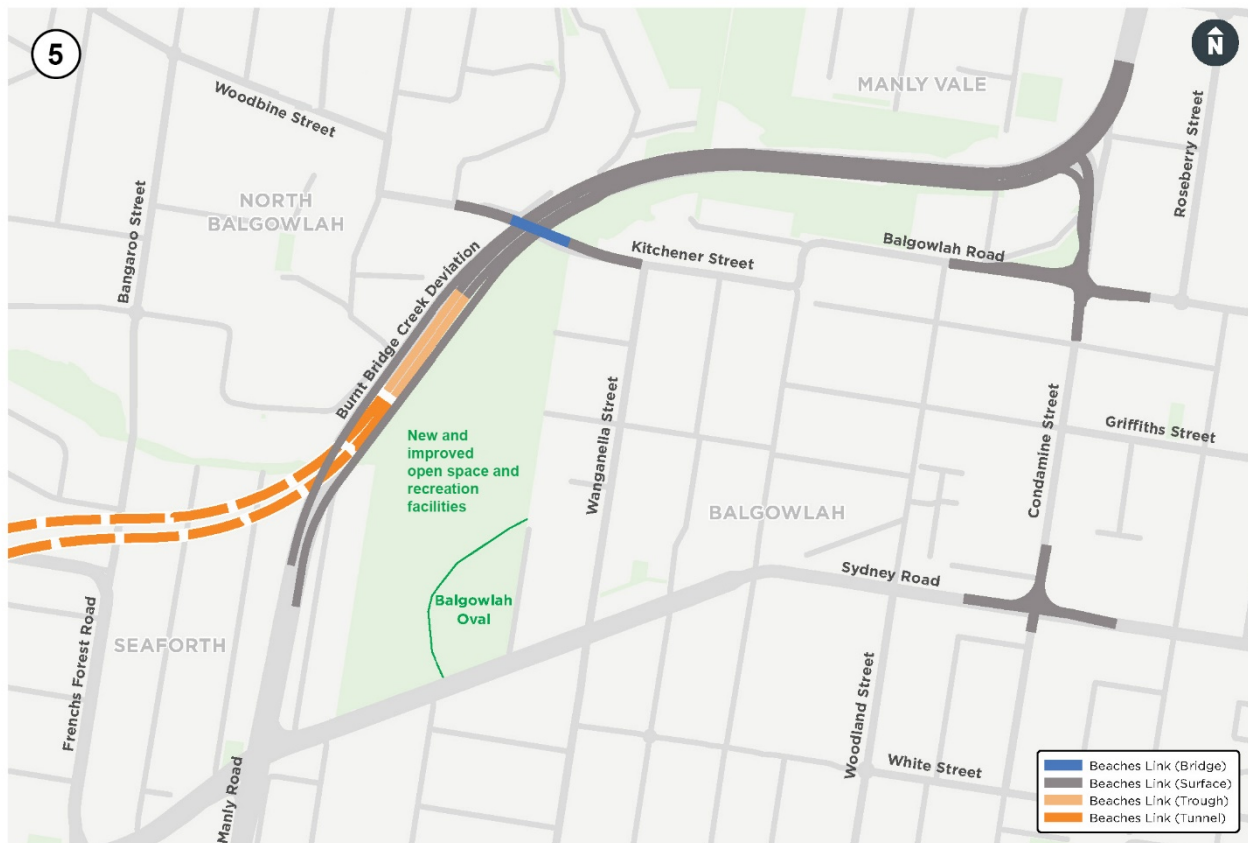 5
N
MANLY VALE
Woodbine Street
Roseberry Street
NORTH
BALGOWLAH
Bangaroo Street
Balgowlah Road
Kitchener Street
Burnt Bridge Creek Deviation
Wanganella Street
Condamine Street
Griffiths Street
New and
improved
open space and
recreation
facilities
BALGOWLAH
Sydney Road
Balgowlah
Oval
SEAFORTH
Frenchs Forest Road
Woodland Street
White Street
Manly Road
Beaches Link (Bridge)
Beaches Link (Surface)
Beaches Link (Trough)
Beaches Link (Tunnel)